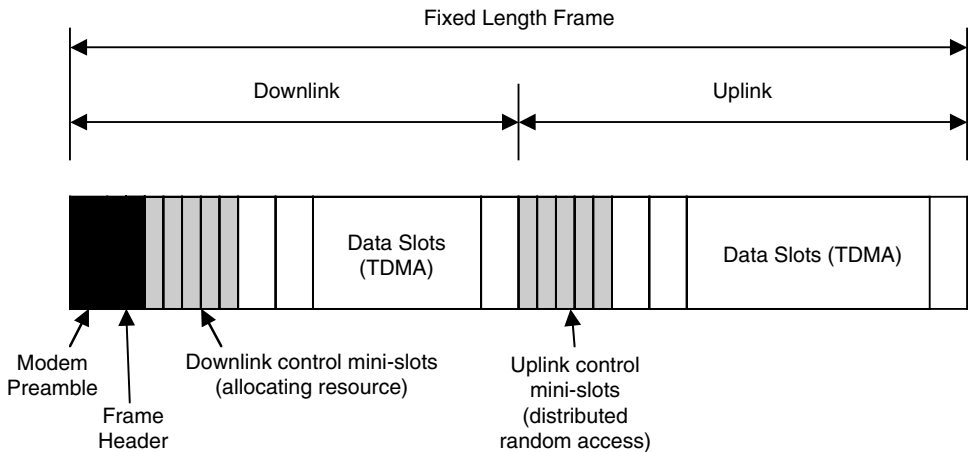 Fixed Length Frame
Downlink
Uplink
Data Slots
(TDMA)
Data Slots (TDMA)
Modem
Preamble
Frame
Header
Downlink control mini-slots
(allocating resource)
Uplink control
mini-slots
(distributed
random access)